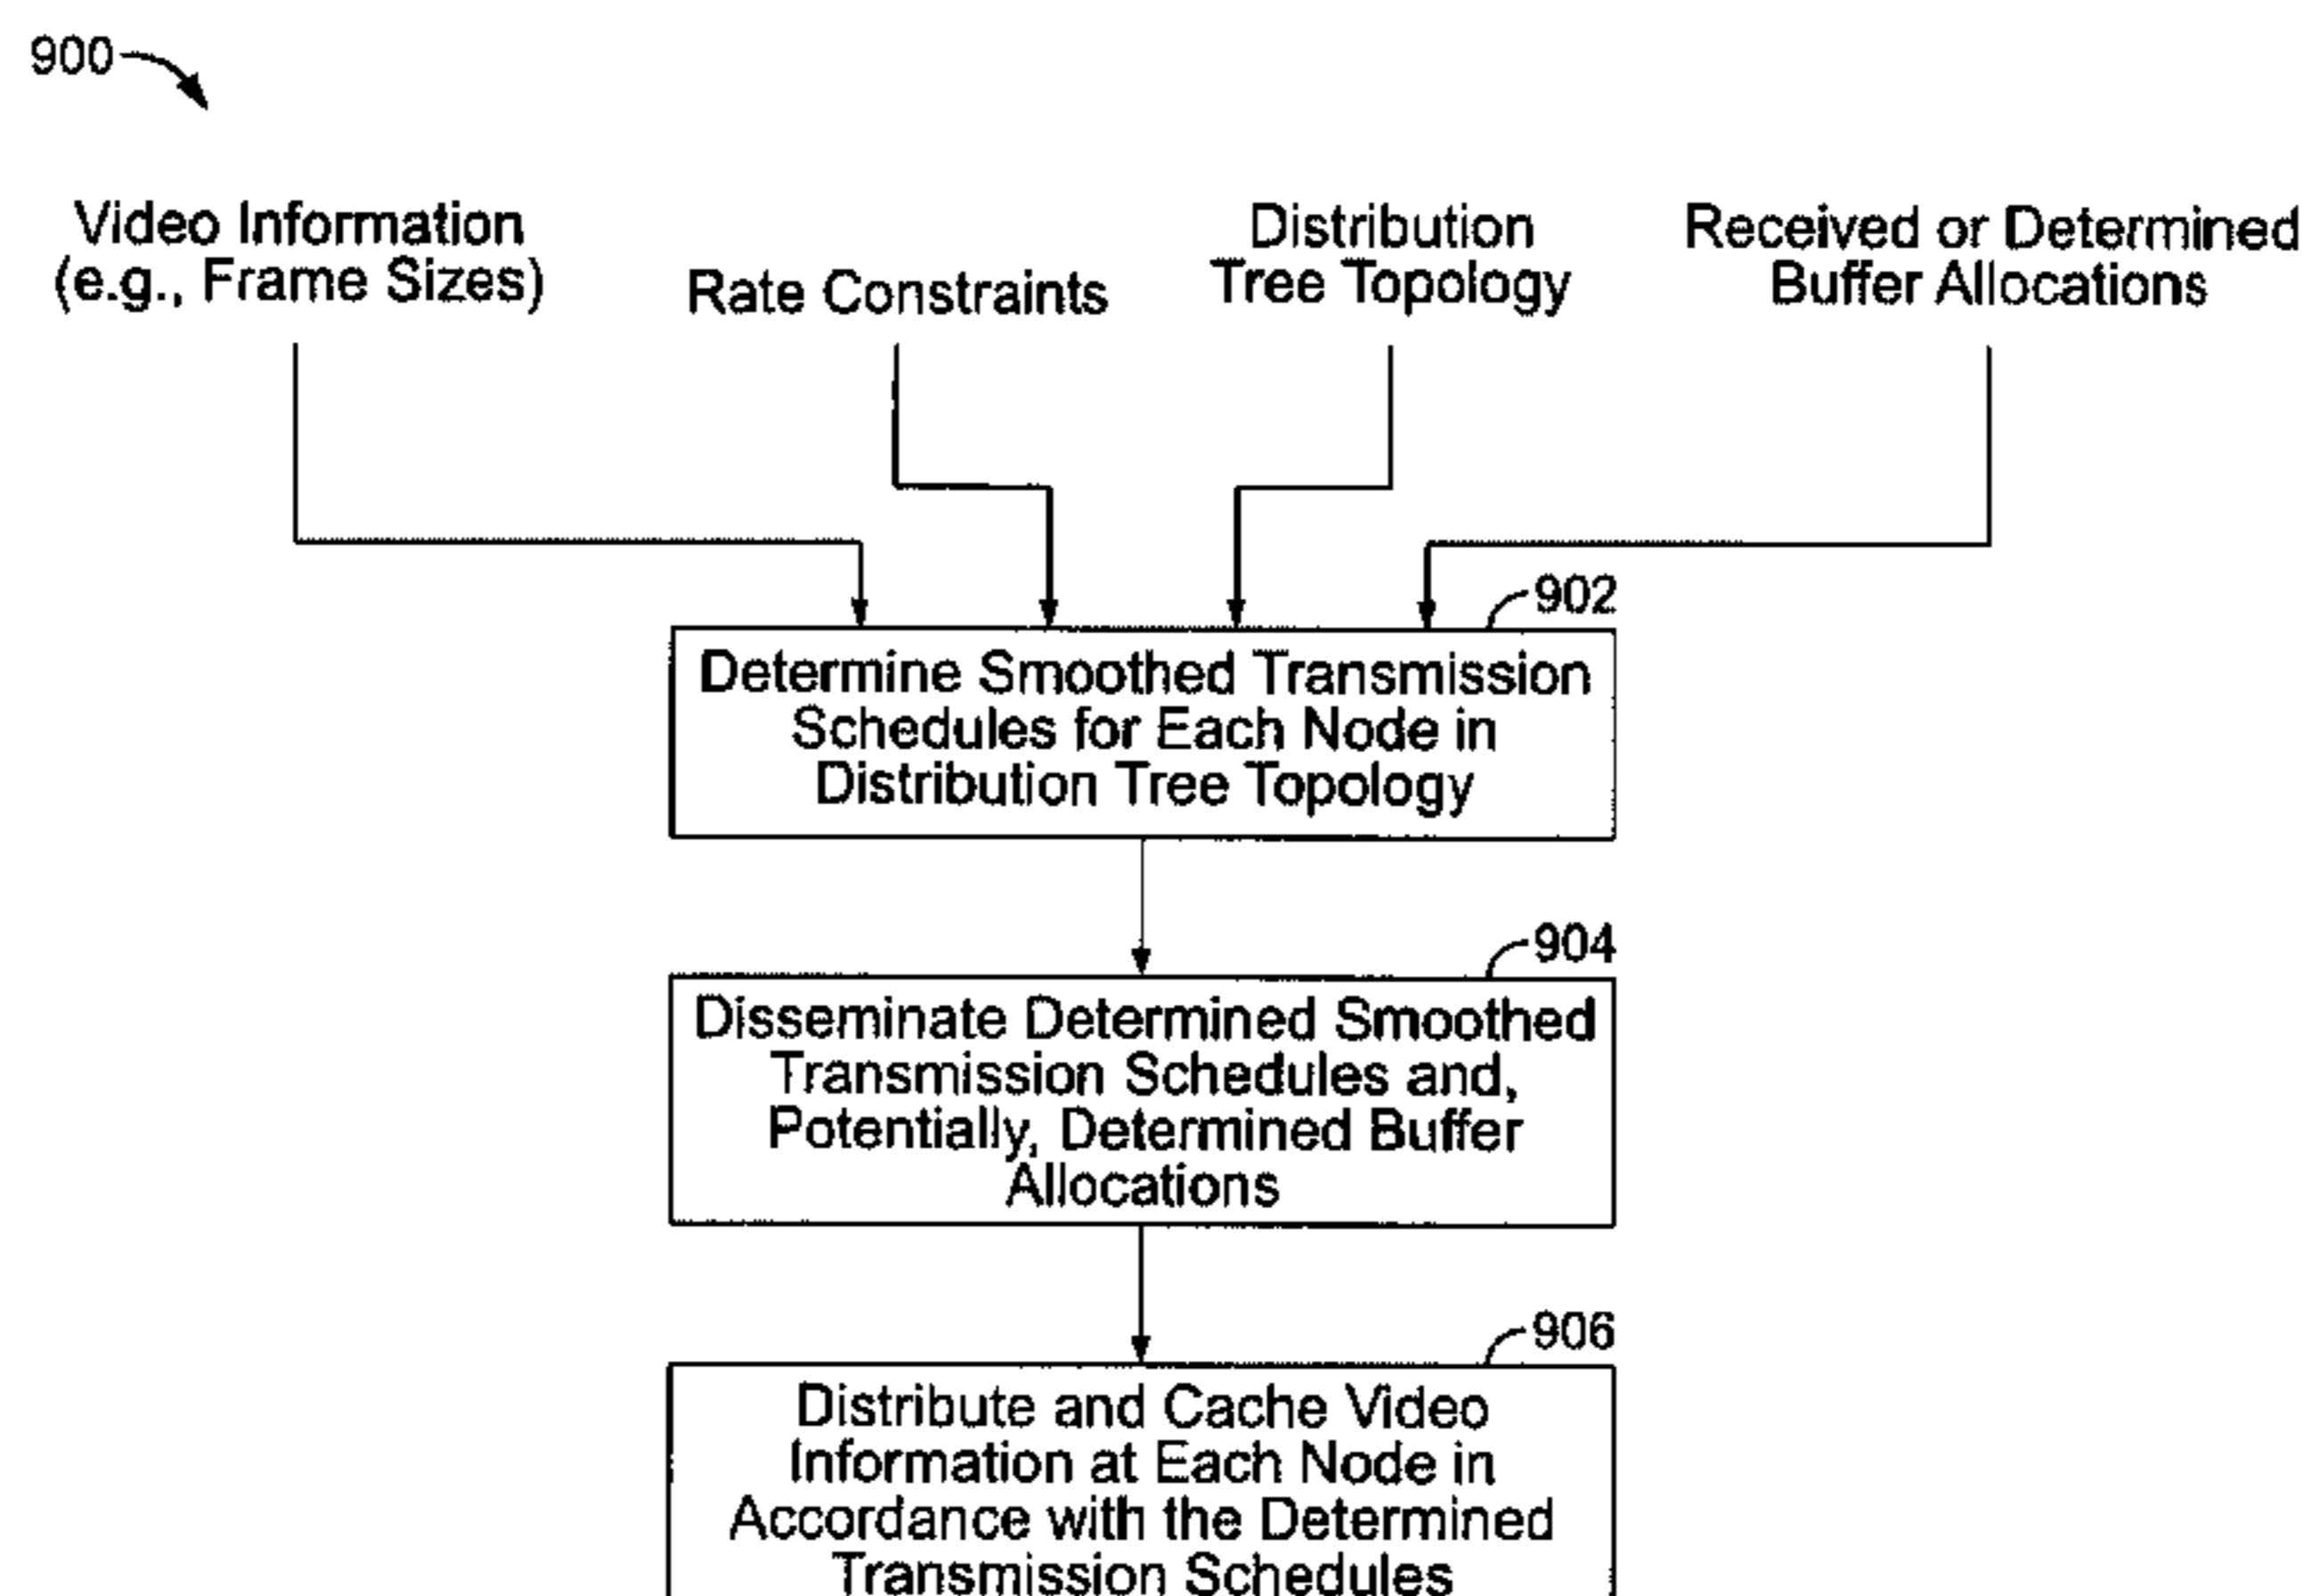 900
Video Information
(e.g., Frame Sizes)
Rate Constraints
Distribution
Tree Topology
Received or Determined
Buffer Allocations
902
Determine Smoothed Transmission
Schedules for Each Node in
Distribution Tree Topology
904
Disseminate Determined Smoothed
Transmission Schedules and,
Potentially, Determined Buffer
Allocations
906
Distribute and Cache Video
Information at Each Node in
Accordance with the Determined
Transmission Schedules